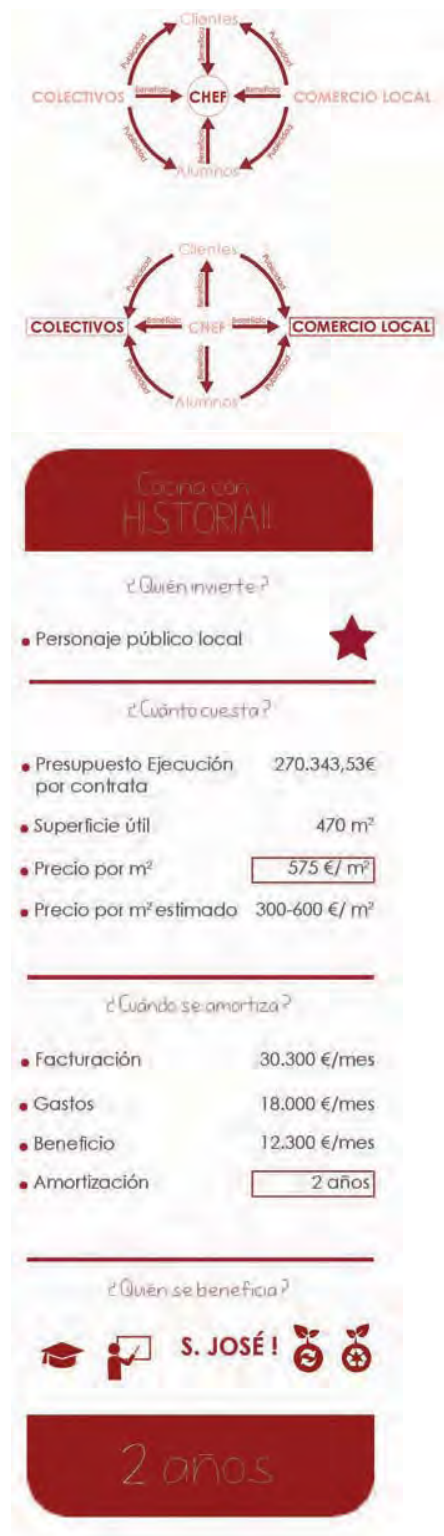 Clientes
Publicidad
Beneficio
Publicidad
COLECTIVOS
Beneficio
CHEF
Beneficio
COMERCIO LOCAL
Publicidad
Beneficio
Publicidad
Alumnos
Clientes
Publicidad
Beneficio
Publicidad
COLECTIVOS
Beneficio
CHEF
Beneficio
COMERCIO LOCAL
Publicidad
Beneficio
Publicidad
Alumnos
Cocina con
HISTORIA!!
¿Quién invierte?
• Personaje público local
¿Cuánto cuesta?
• Presupuesto Ejecución 270.343,53€
por contrata
• Superficie útil 470 m²
• Precio por m² 575 €/ m²
• Precio por m² estimado 300-600 €/ m²
¿Cuándo se amortiza?
• Facturación 30.300 €/mes
• Gastos 18.000 €/mes
• Beneficio 12.300 €/mes
• Amortización 2 años
¿Quién se beneficia?
S. JOSÉ !
2 años